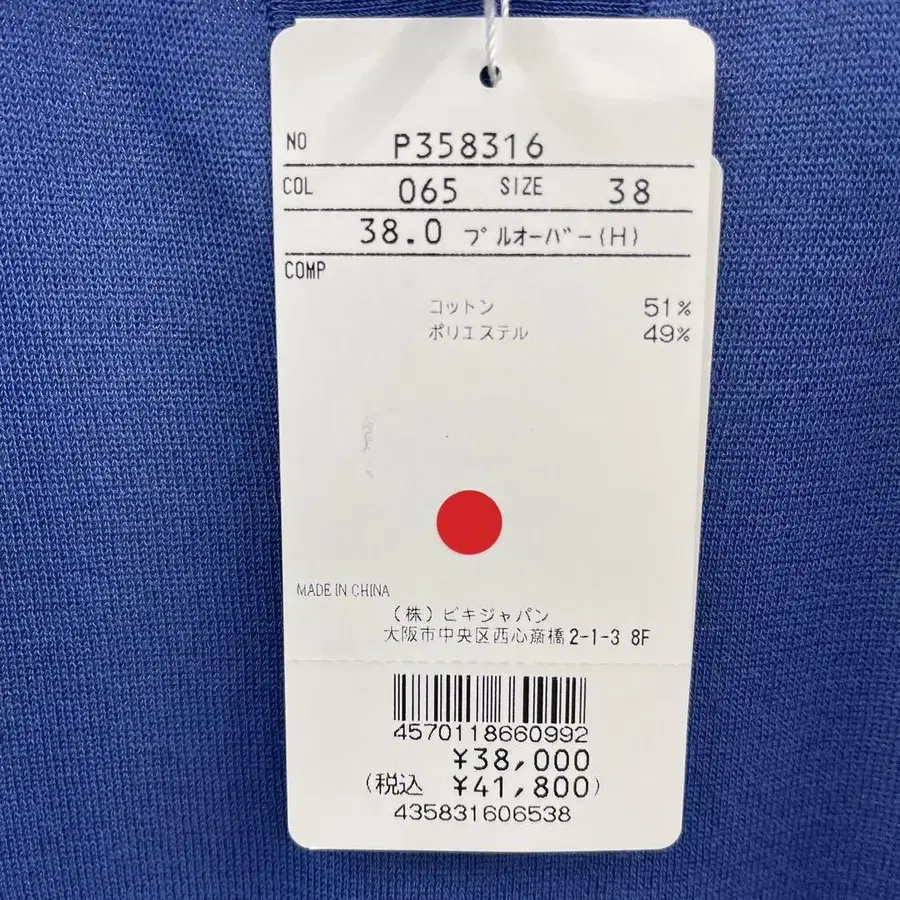 NO P358316
COL 065 SIZE 38
38.0 プルオーバー(H)
COMP
コットン 51%
ポリエステル 49%
MADE IN CHINA
(株)ビキジャパン
大阪市中央区西心斎橋2-1-3 8F
4570118660992
¥38,000
(税込 ¥41,800)
435831606538